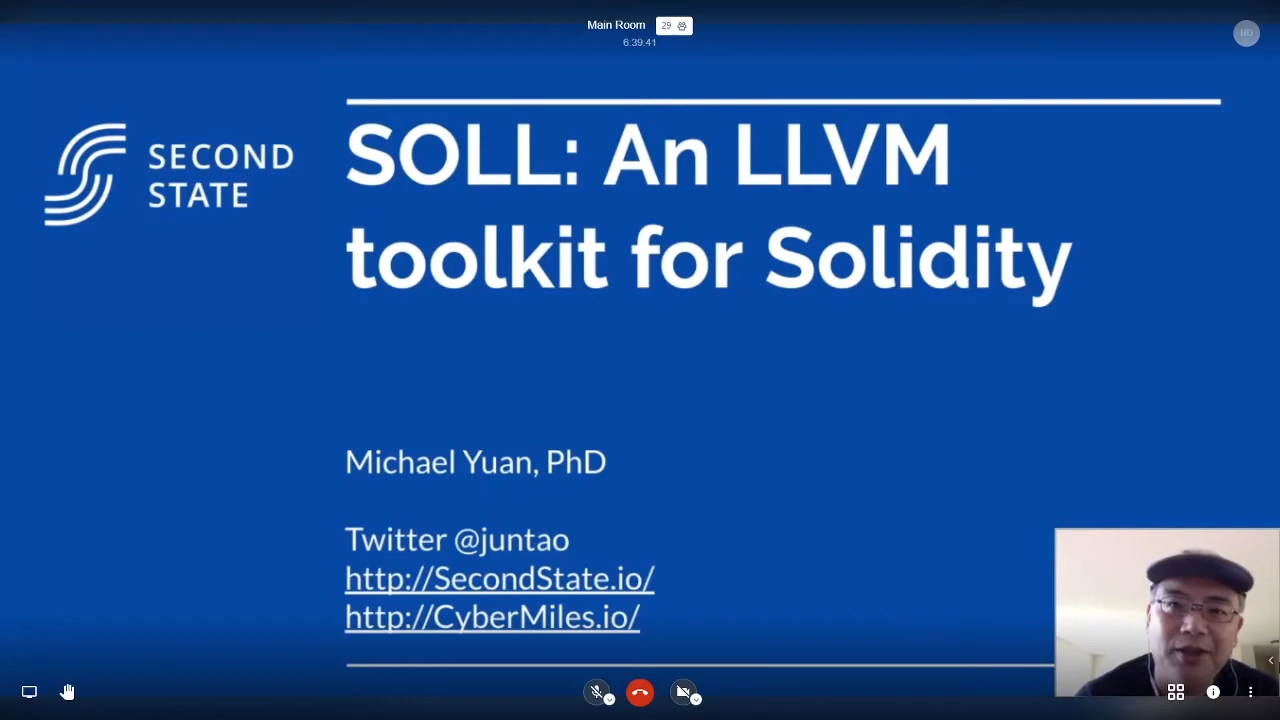 Main Room 29
6:39:41
HD
SECOND
STATE
SOLL: An LLVM
toolkit for Solidity
Michael Yuan, PhD
Twitter @juntao
http://SecondState.io/
http://CyberMiles.io/